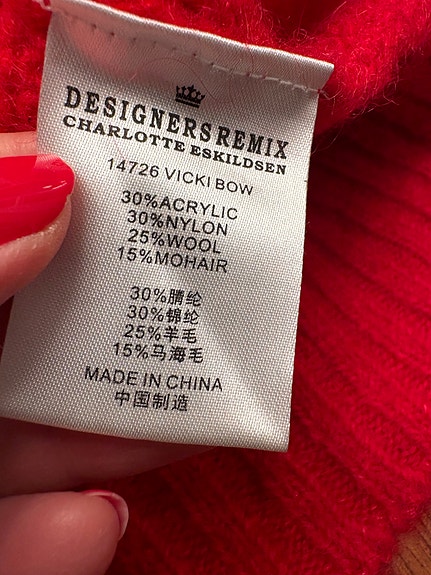 DESIGNERSREMIX
CHARLOTTE ESKILDSEN
14726 VICKI BOW
30%ACRYLIC
30%NYLON
25%WOOL
15%MOHAIR
30%腈纶
30%锦纶
25%羊毛
15%马海毛
MADE IN CHINA
中国制造